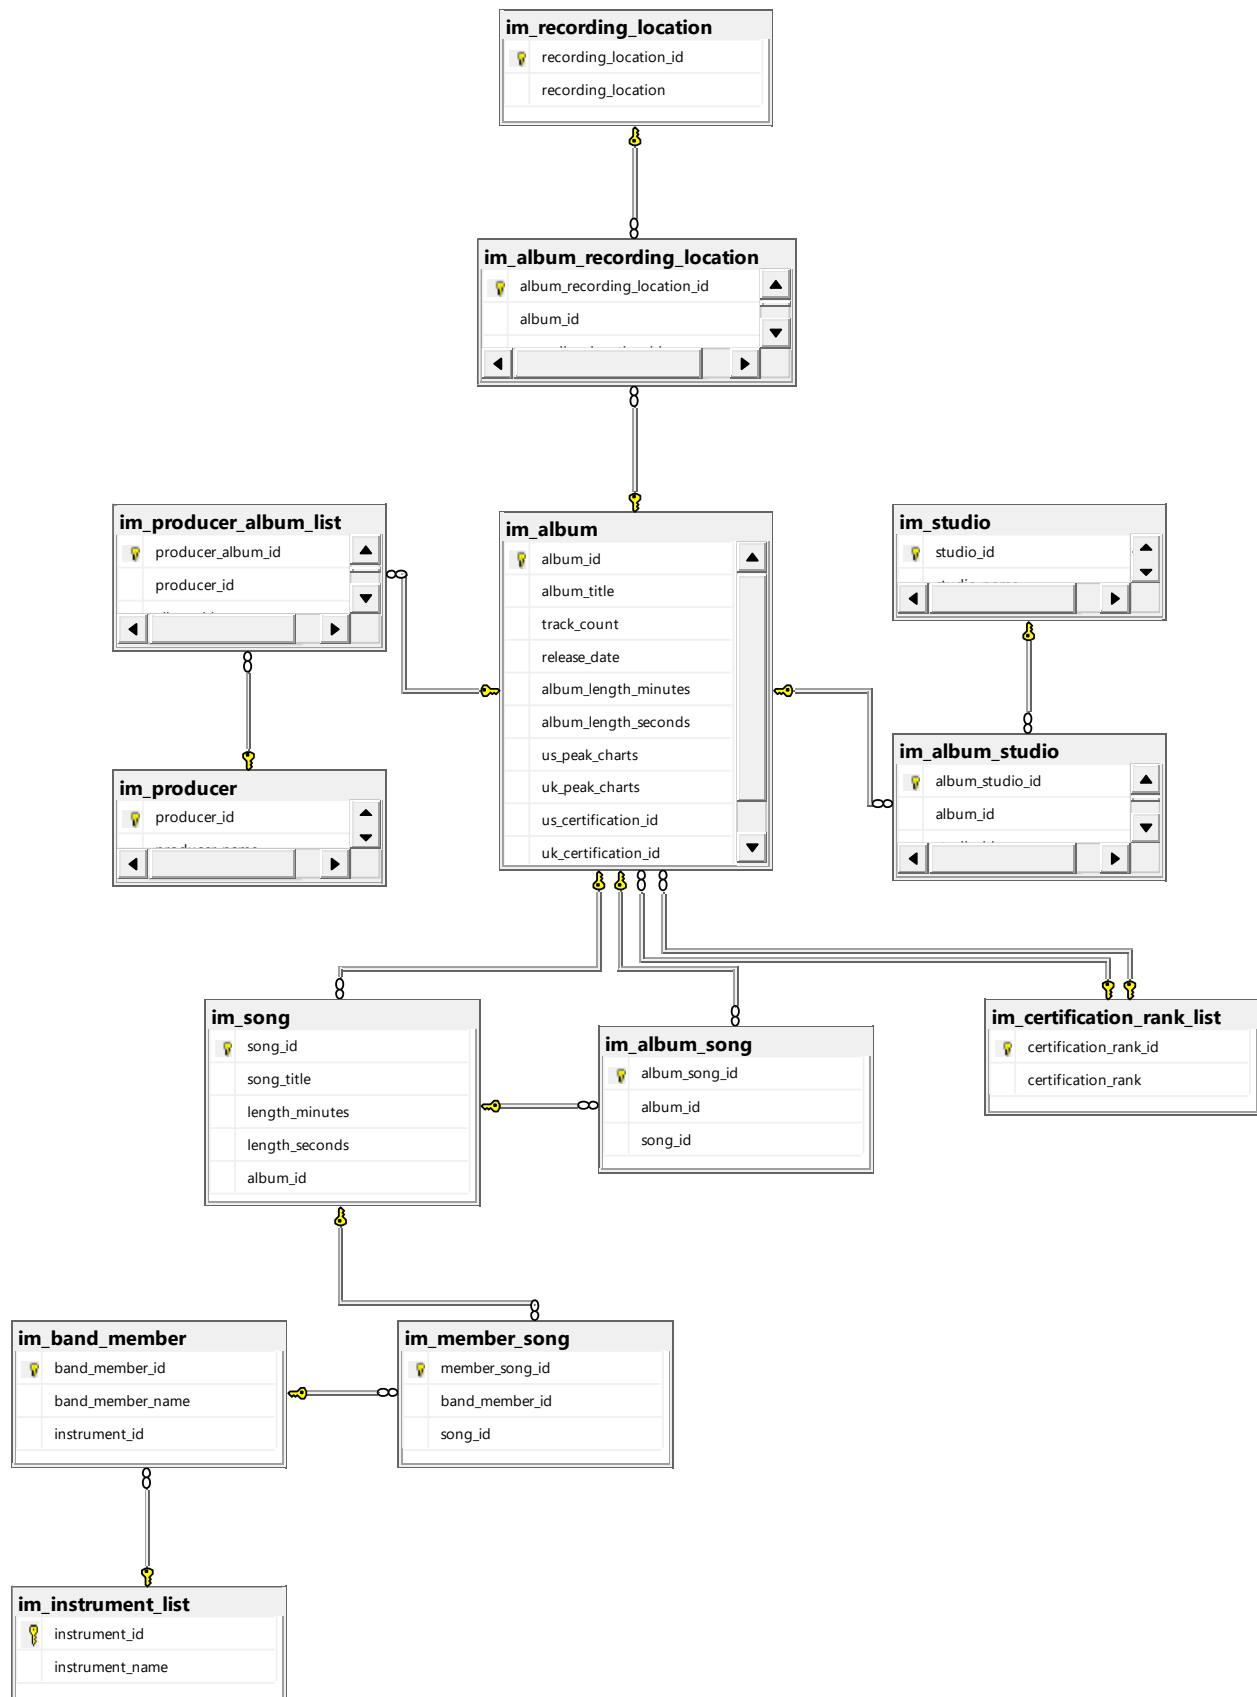 im_recording_location
recording_location_id
recording_location
im_album_recording_location
album_recording_location_id
album_id
im_producer_album_list
producer_album_id
producer_id
im_album
album_id
album_title
track_count
release_date
album_length_minutes
album_length_seconds
us_peak_charts
uk_peak_charts
us_certification_id
uk_certification_id
im_studio
studio_id
im_producer
producer_id
im_album_studio
album_studio_id
album_id
im_song
song_id
song_title
length_minutes
length_seconds
album_id
im_album_song
album_song_id
album_id
song_id
im_certification_rank_list
certification_rank_id
certification_rank
im_band_member
band_member_id
band_member_name
instrument_id
im_member_song
member_song_id
band_member_id
song_id
im_instrument_list
instrument_id
instrument_name